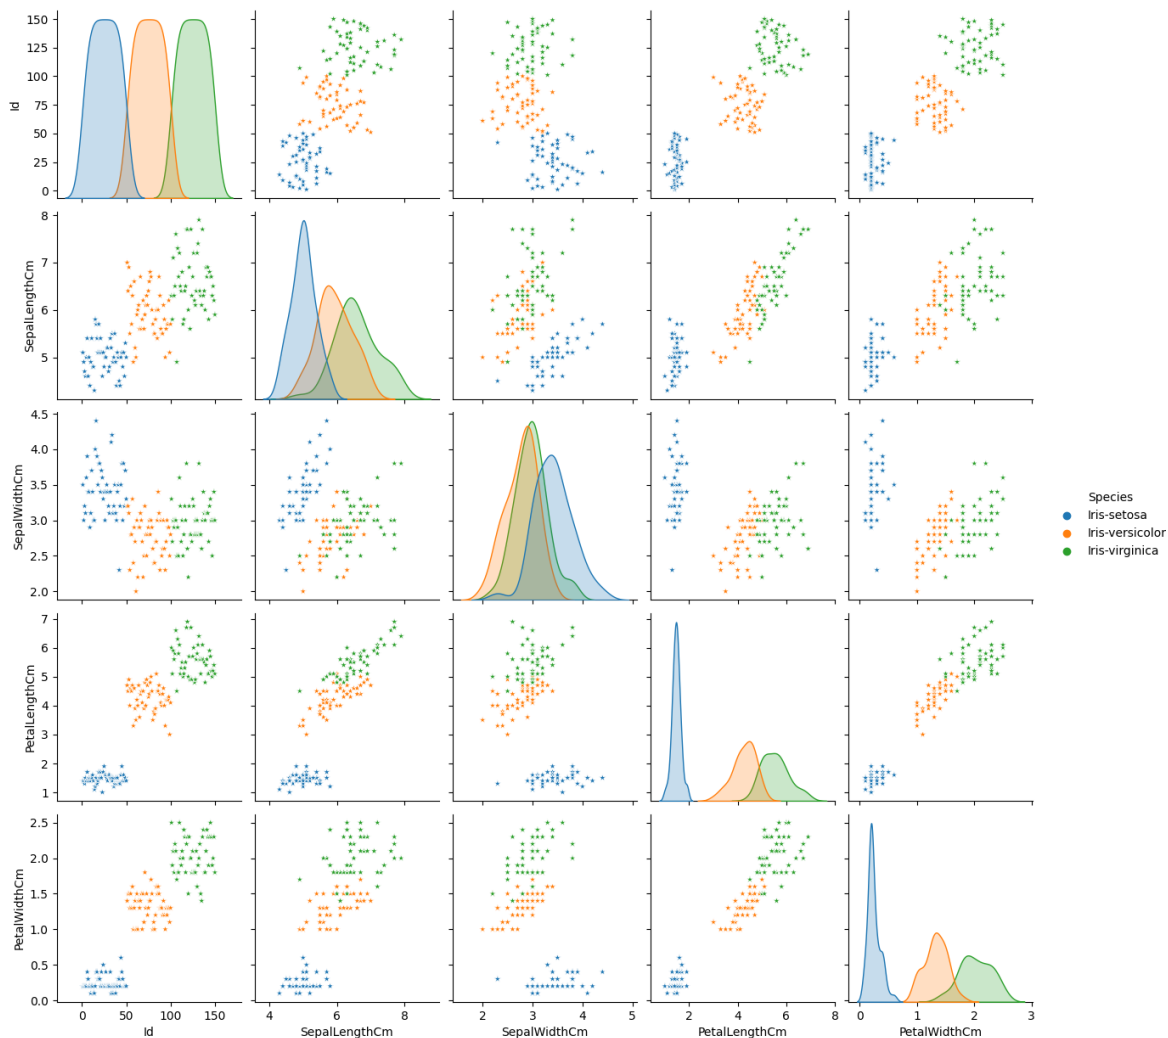 150
125
100
75
50
25
0
Id
8
7
6
5
SepalLengthCm
4.5
4.0
3.5
3.0
2.5
2.0
SepalWidthCm
Species
Iris-setosa
Iris-versicolor
Iris-virginica
7
6
5
4
3
2
1
PetalLengthCm
2.5
2.0
1.5
1.0
0.5
0.0
PetalWidthCm
0 50 100 150
4 6 8
2 3 4 5
2 4 6 8
0 1 2 3
Id SepalLengthCm SepalWidthCm PetalLengthCm PetalWidthCm